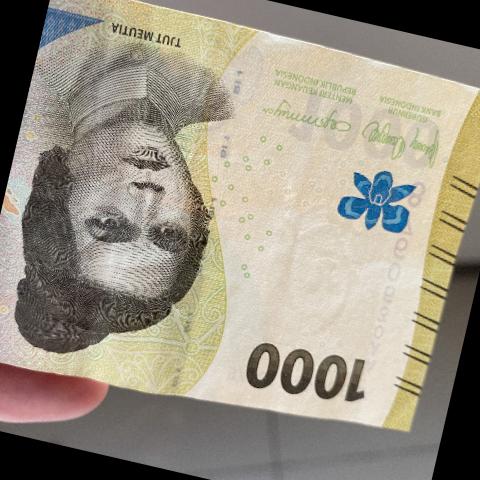 1000
GUBERNUR
BANK INDONESIA
MENTERI KEUANGAN
REPUBLIK INDONESIA
TJUT MEUTIA